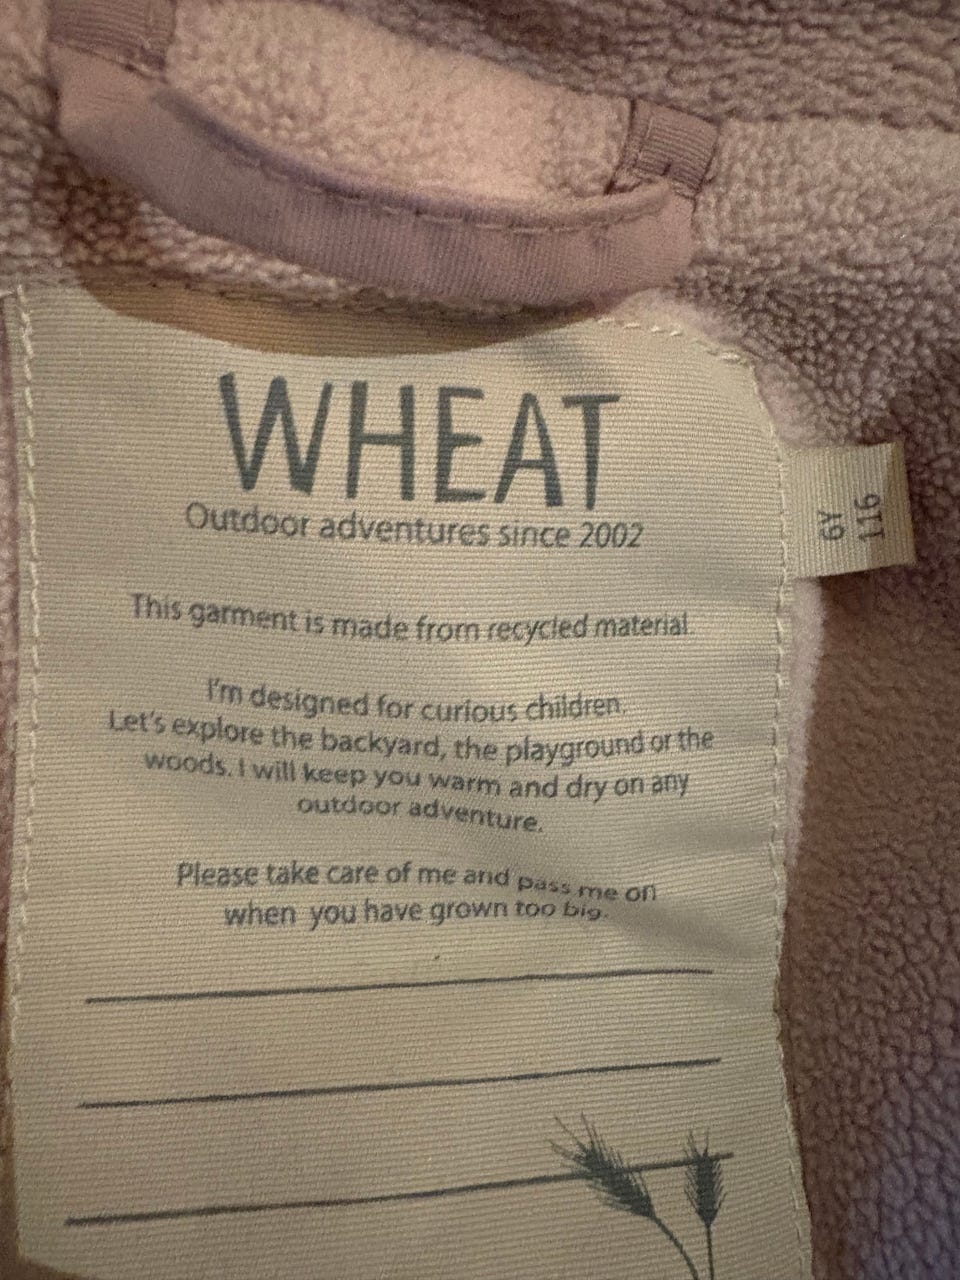 WHEAT
Outdoor adventures since 2002
6Y
116
This garment is made from recycled material.
I'm designed for curious children.
Let's explore the backyard, the playground or the
woods. I will keep you warm and dry on any
outdoor adventure.
Please take care of me and pass me on
when you have grown too big.